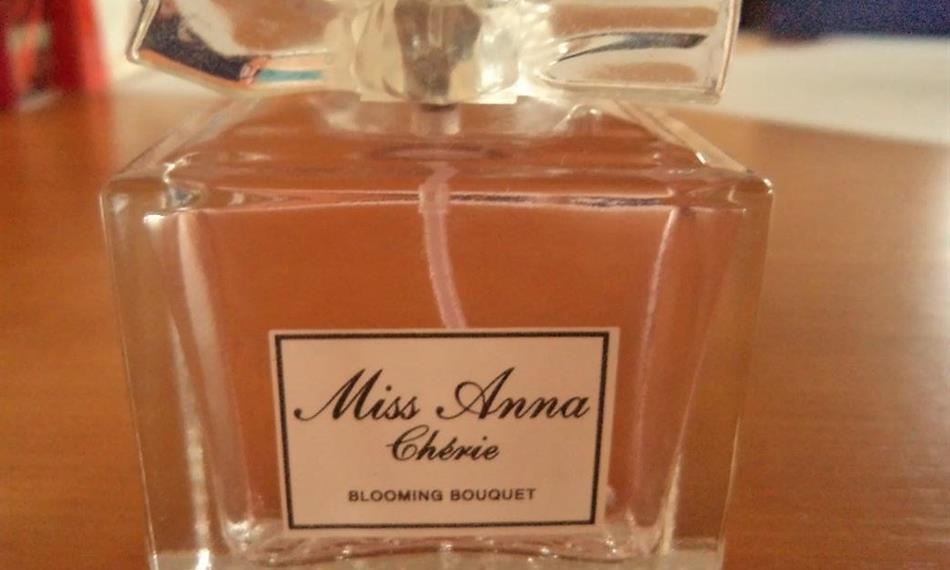 Miss Anna
Chérie
BLOOMING BOUQUET